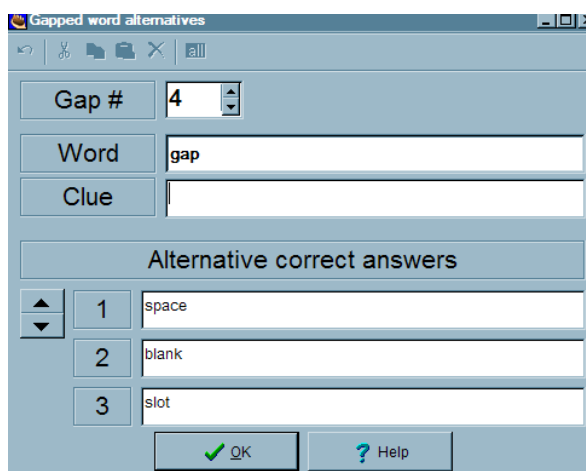 Gapped word alternatives
all
Gap # 4
Word gap
Clue
Alternative correct answers
1 space
2 blank
3 slot
OK ? Help